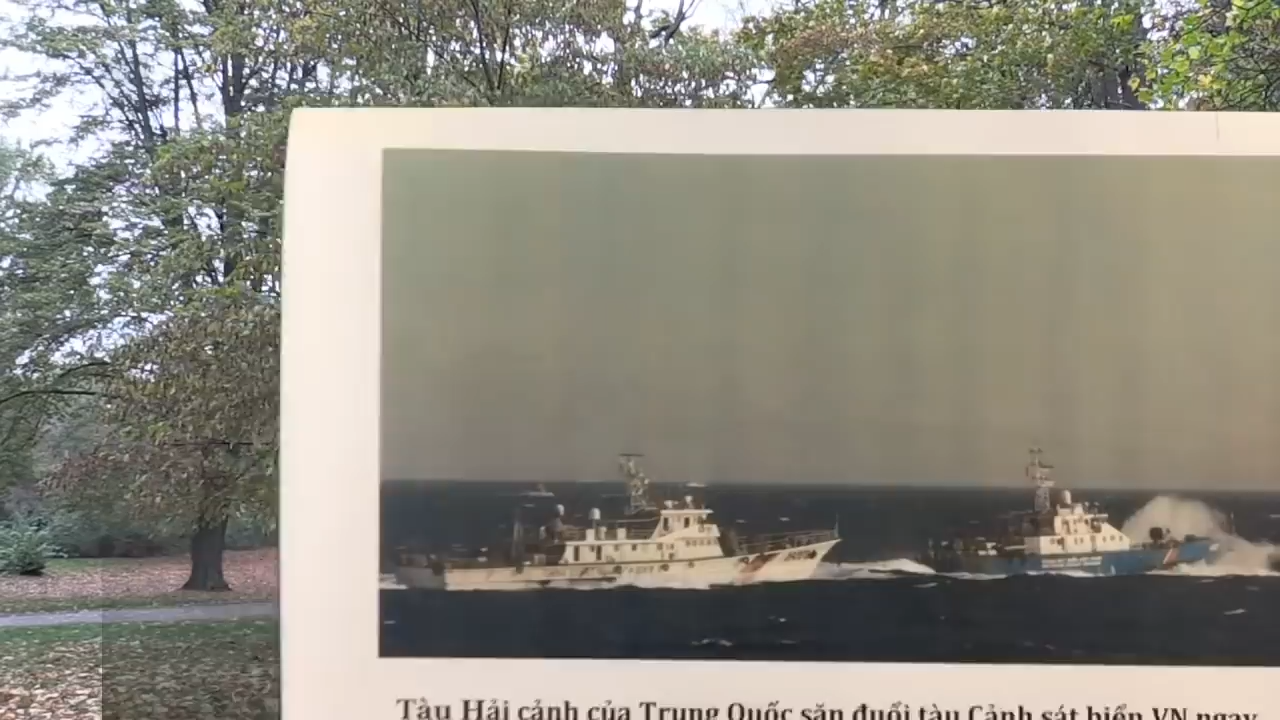 Tàu Hải cảnh của Trung Quốc săn đuổi tàu Cảnh sát biển VN ngay